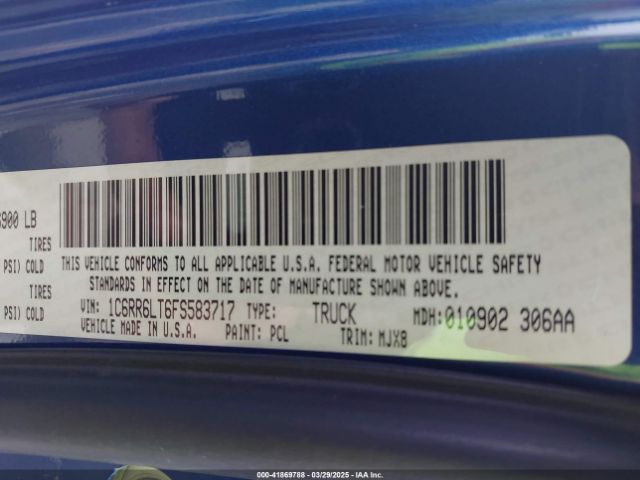 6900 LB
TIRES
PSI) COLD
TIRES
PSI) COLD
THIS VEHICLE CONFORMS TO ALL APPLICABLE U.S.A. FEDERAL MOTOR VEHICLE SAFETY
STANDARDS IN EFFECT ON THE DATE OF MANUFACTURE SHOWN ABOVE.
VIN: 1C6RR6LT6FS583717 TYPE: TRUCK MDH: 010902 306AA
VEHICLE MADE IN U.S.A. PAINT: PCL TRIM: MJX8
000-41869788 - 03/29/2025 - IAA Inc.